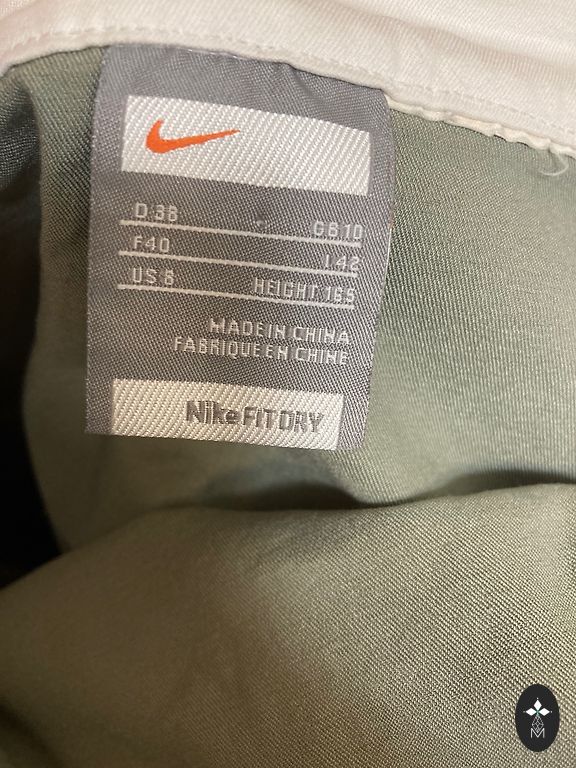 D 38 GB 10
F 40 I 42
US 6 HEIGHT 165
MADE IN CHINA
FABRIQUE EN CHINE
Nike FIT DRY
M